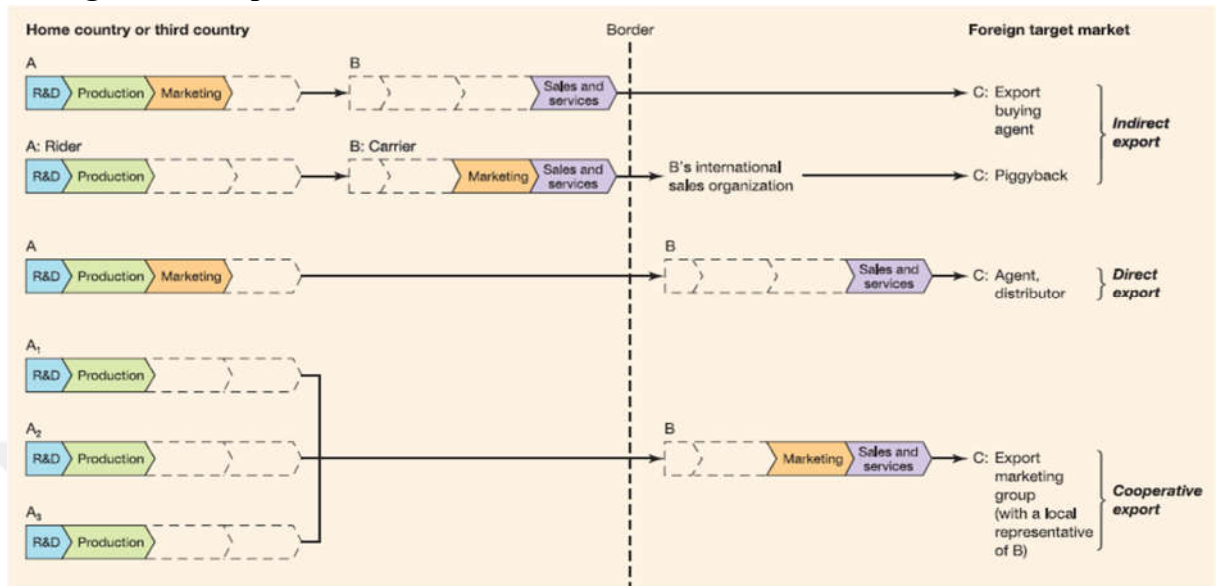 Home country or third country
Border
Foreign target market
A
R&D
Production
Marketing
B
Sales and
services
C: Export
buying
agent
Indirect
export
A: Rider
R&D
Production
B: Carrier
Marketing
Sales and
services
B's international
sales organization
C: Piggyback
A
R&D
Production
Marketing
B
Sales and
services
C: Agent,
distributor
Direct
export
A₁
R&D
Production
A₂
R&D
Production
B
Marketing
Sales and
services
C: Export
marketing
group
(with a local
representative
of B)
Cooperative
export
A₃
R&D
Production